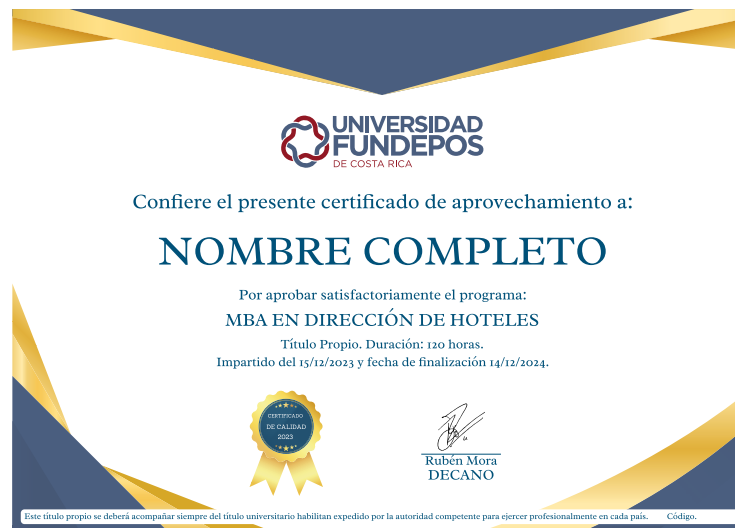 UNIVERSIDAD
FUNDEPOS
DE COSTA RICA
Confiere el presente certificado de aprovechamiento a:
NOMBRE COMPLETO
Por aprobar satisfactoriamente el programa:
MBA EN DIRECCIÓN DE HOTELES
Título Propio. Duración: 120 horas.
Impartido del 15/12/2023 y fecha de finalización 14/12/2024.
CERTIFICADO
DE CALIDAD
2023
Rubén Mora
DECANO
Este título propio se deberá acompañar siempre del título universitario habilitan expedido por la autoridad competente para ejercer profesionalmente en cada país. Código.